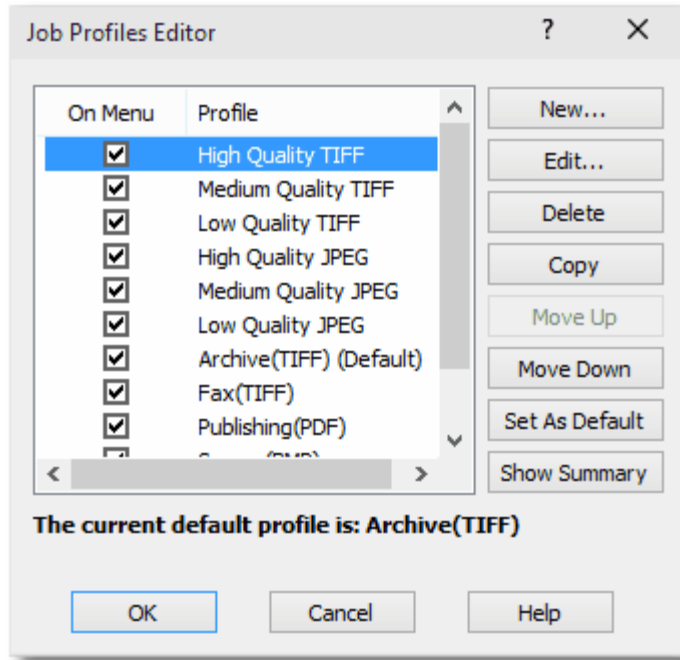 Job Profiles Editor
?
On Menu Profile
High Quality TIFF
Medium Quality TIFF
Low Quality TIFF
High Quality JPEG
Medium Quality JPEG
Low Quality JPEG
Archive(TIFF) (Default)
Fax(TIFF)
Publishing(PDF)
New...
Edit...
Delete
Copy
Move Up
Move Down
Set As Default
Show Summary
The current default profile is: Archive(TIFF)
OK
Cancel
Help